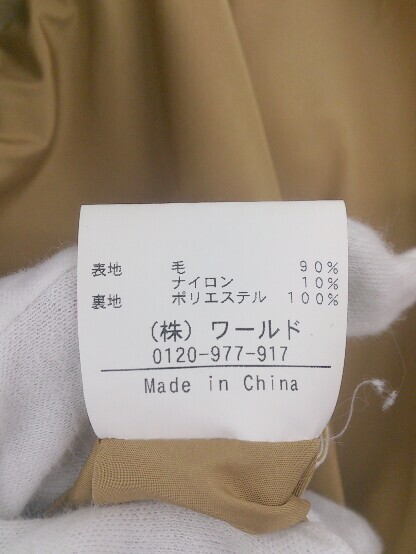 表地 毛 90%
ナイロン 10%
裏地 ポリエステル 100%
(株) ワールド
0120-977-917
Made in China